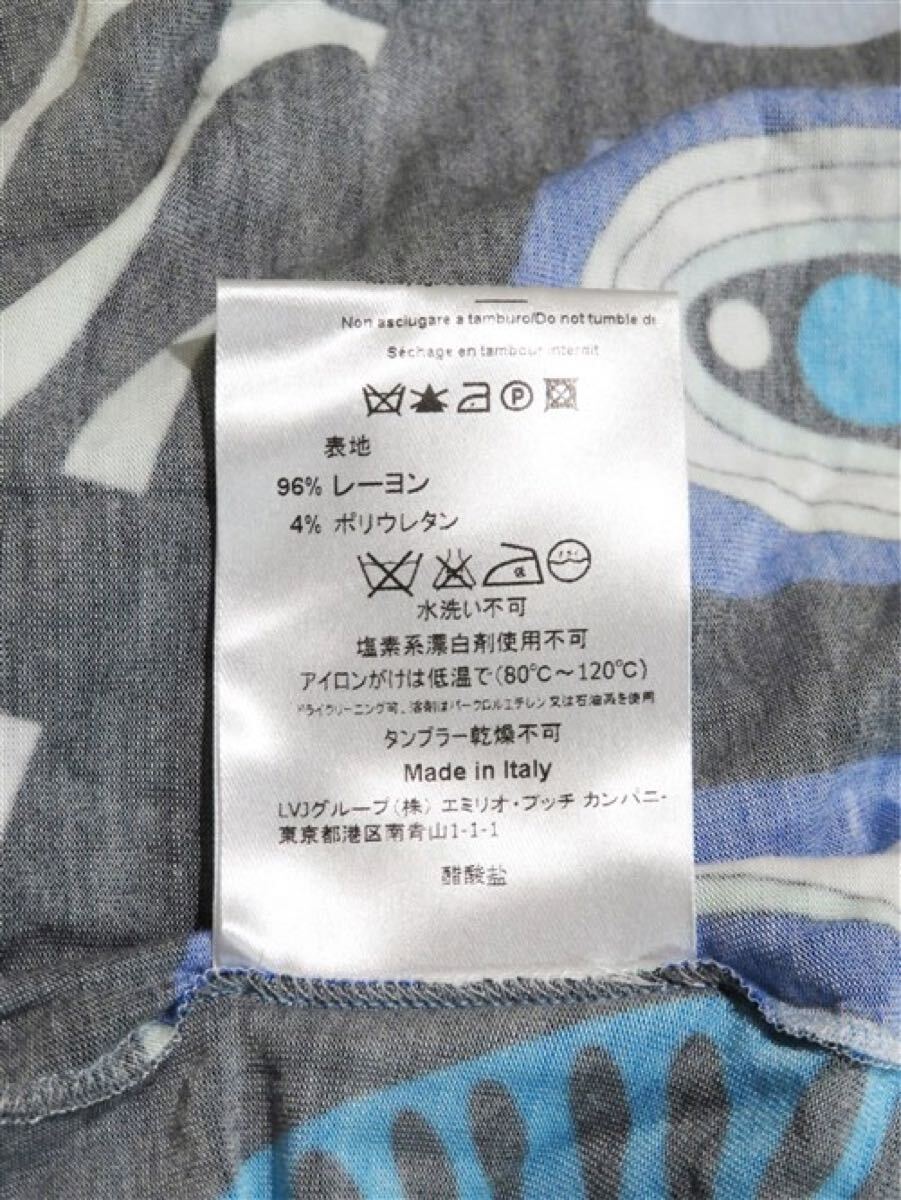 Non asciugare a tamburo/Do not tumble de
Séchage en tambour interdit
P
表地
96% レーヨン
4% ポリウレタン
低
水洗い不可
塩素系漂白剤使用不可
アイロンがけは低温で(80℃～120℃)
ドライクリーニング可、溶剤はパークロルエチレン又は石油系を使用
タンブラー乾燥不可
Made in Italy
LVJグループ(株) エミリオ・プッチ カンパニー
東京都港区南青山1-1-1
醋酸盐